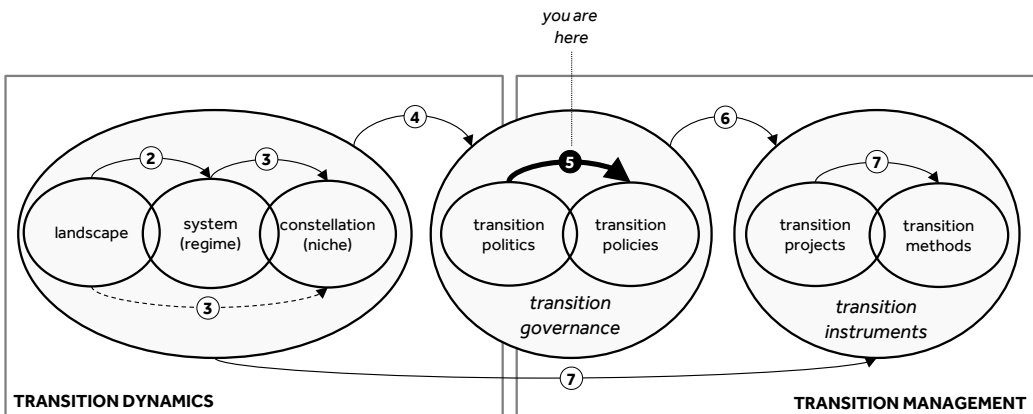 you are
here
4
6
2
3
5
7
landscape
system
(regime)
constellation
(niche)
transition
politics
transition
policies
transition
projects
transition
methods
3
transition
governance
transition
instruments
7
TRANSITION DYNAMICS
TRANSITION MANAGEMENT